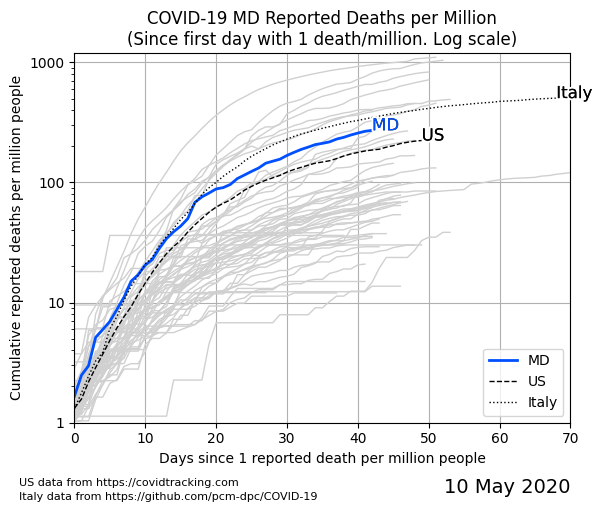 COVID-19 MD Reported Deaths per Million
(Since first day with 1 death/million. Log scale)
Cumulative reported deaths per million people
1000
100
10
1
Italy
MD
US
MD
US
Italy
0 10 20 30 40 50 60 70
Days since 1 reported death per million people
US data from https://covidtracking.com
Italy data from https://github.com/pcm-dpc/COVID-19
10 May 2020